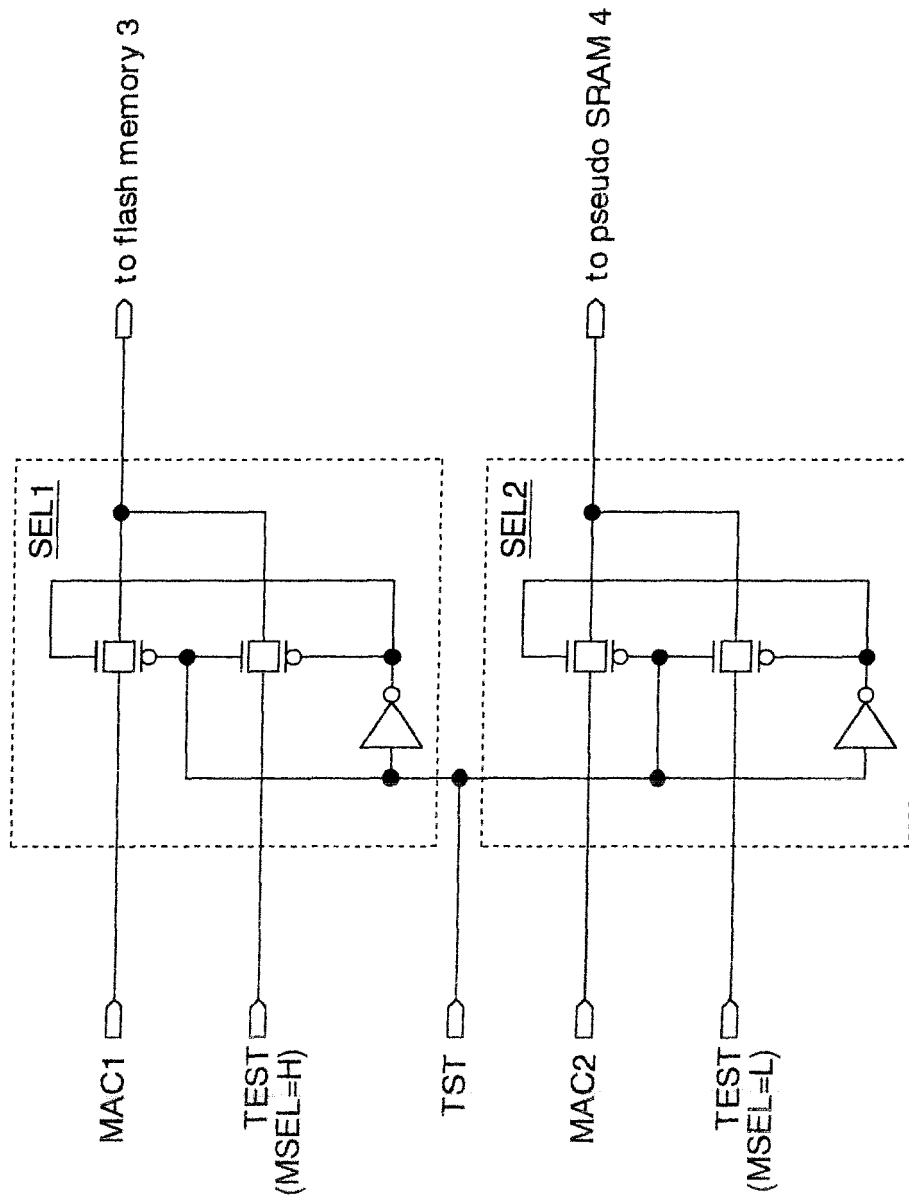 MAC1
TEST
(MSEL=H)
TST
MAC2
TEST
(MSEL=L)
SEL1
SEL2
to flash memory 3
to pseudo SRAM 4